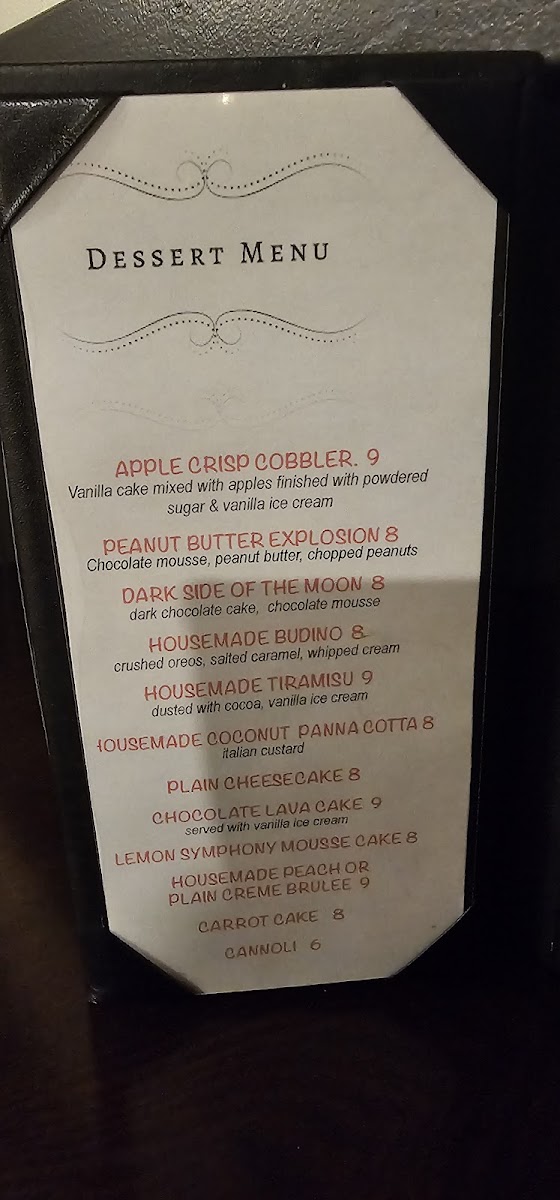 DESSERT MENU
APPLE CRISP COBBLER. 9
Vanilla cake mixed with apples finished with powdered
sugar & vanilla ice cream
PEANUT BUTTER EXPLOSION 8
Chocolate mousse, peanut butter, chopped peanuts
DARK SIDE OF THE MOON 8
dark chocolate cake, chocolate mousse
HOUSEMADE BUDINO 8
crushed oreos, salted caramel, whipped cream
HOUSEMADE TIRAMISU 9
dusted with cocoa, vanilla ice cream
HOUSEMADE COCONUT PANNA COTTA 8
italian custard
PLAIN CHEESECAKE 8
CHOCOLATE LAVA CAKE 9
served with vanilla ice cream
LEMON SYMPHONY MOUSSE CAKE 8
HOUSEMADE PEACH OR
PLAIN CREME BRULEE 9
CARROT CAKE 8
CANNOLI 6